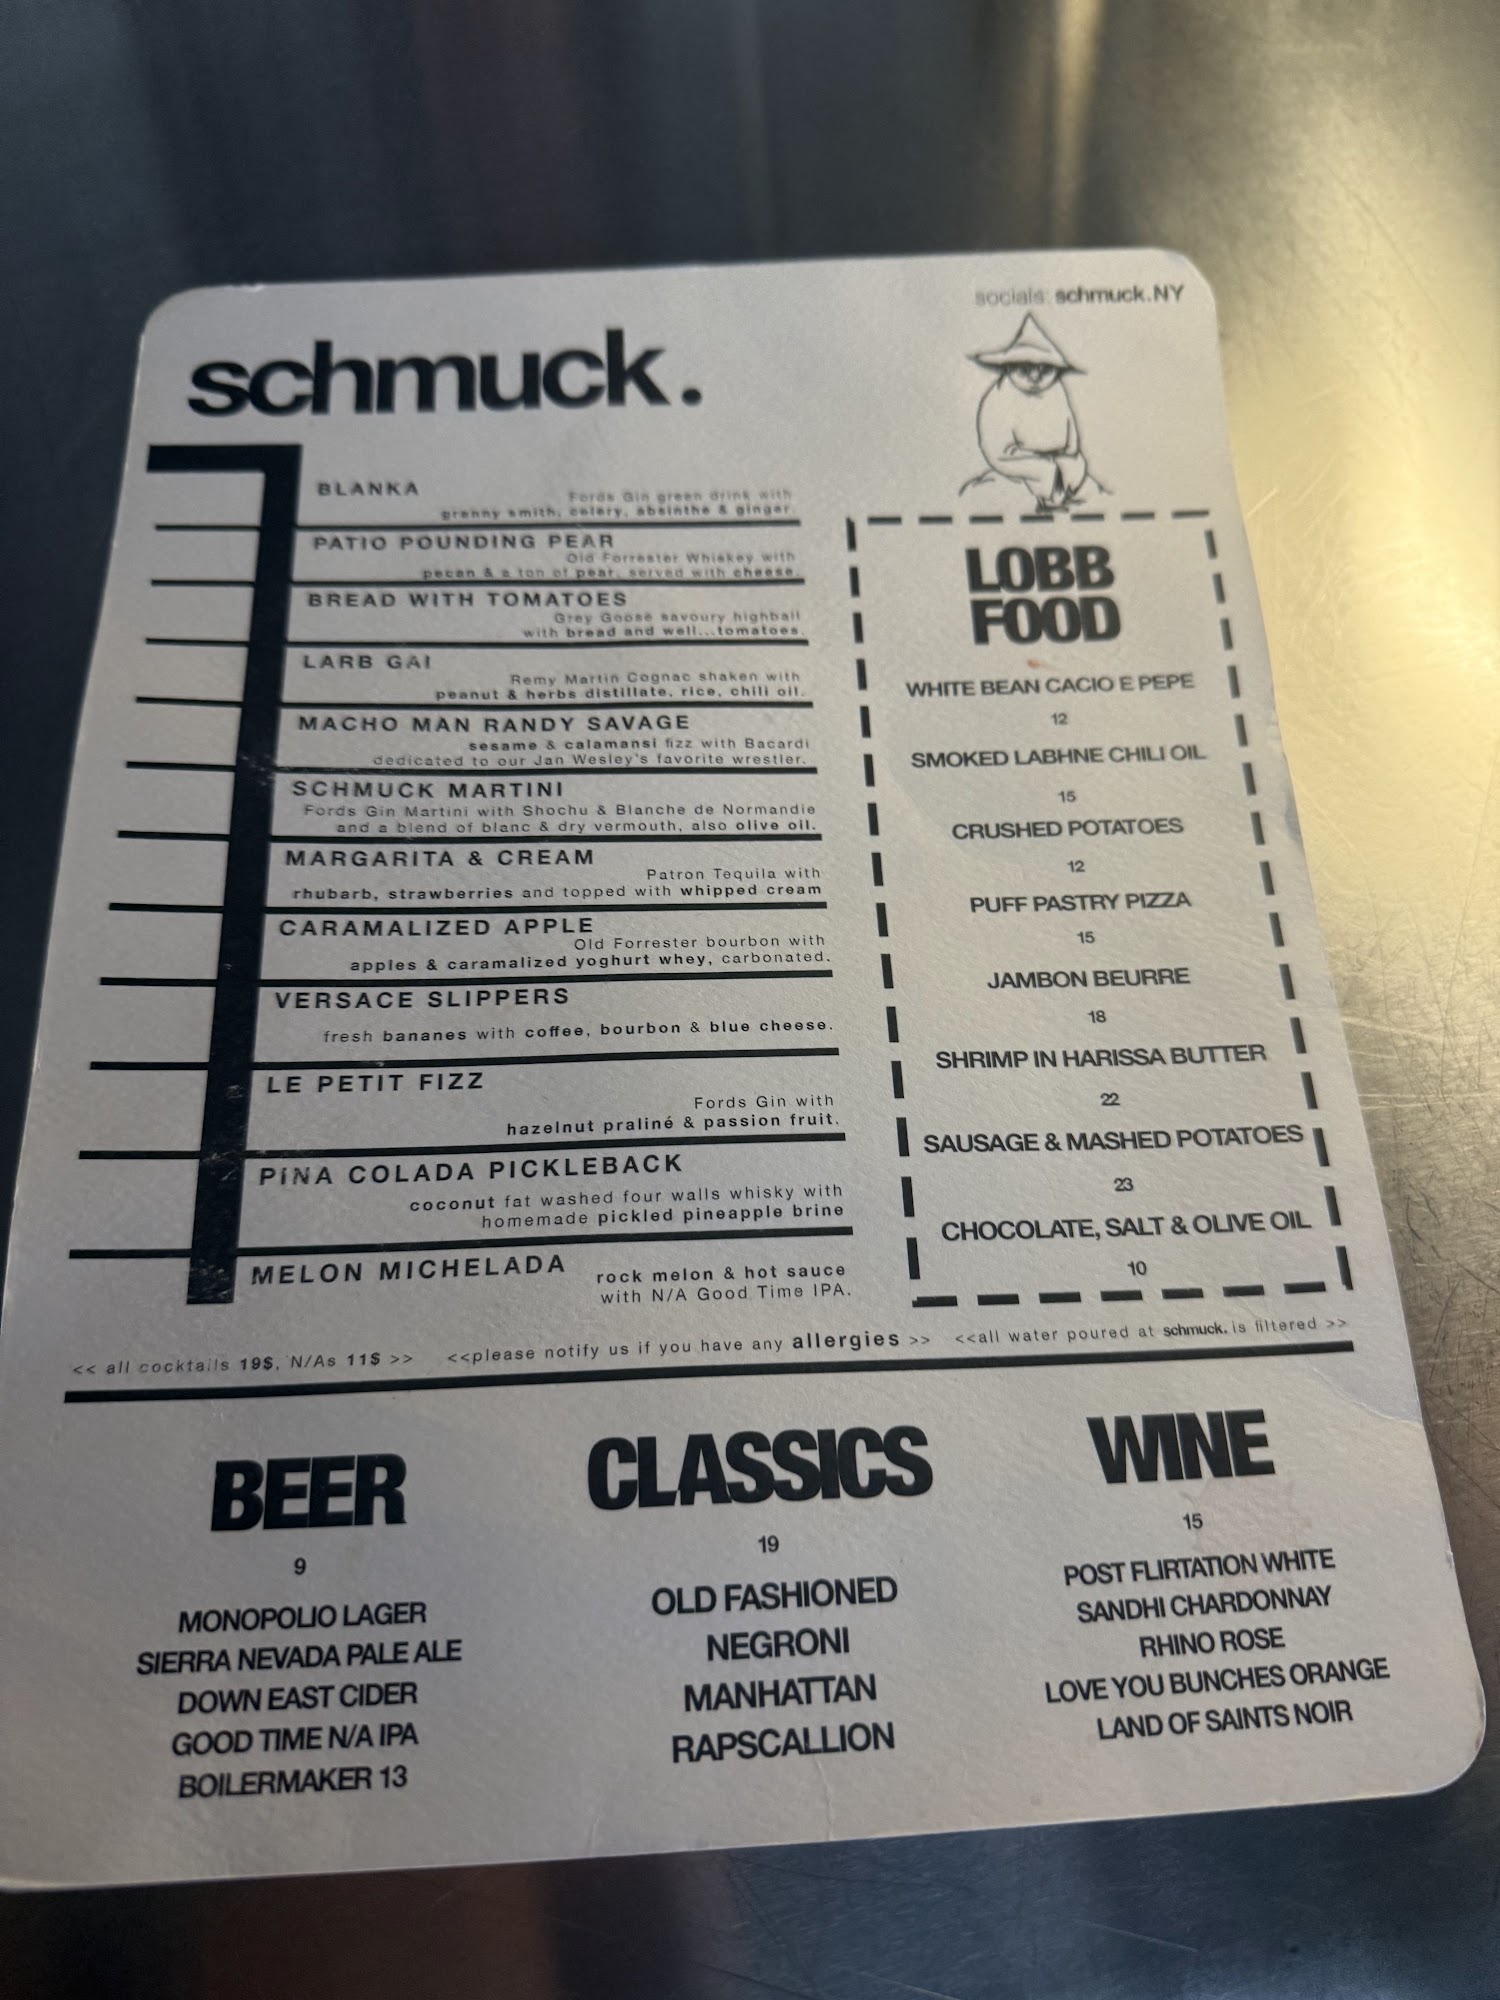 socials: schmuck.NY
schmuck.
BLANKA
Fords Gin green drink with
granny smith, celery, absinthe & ginger.
PATIO POUNDING PEAR
Old Forrester Whiskey with
pecan & a ton of pear, served with cheese.
BREAD WITH TOMATOES
Grey Goose savoury highball
with bread and well...tomatoes.
LARB GAI
Remy Martin Cognac shaken with
peanut & herbs distillate, rice, chili oil.
MACHO MAN RANDY SAVAGE
sesame & calamansi fizz with Bacardi
dedicated to our Jan Wesley's favorite wrestler.
SCHMUCK MARTINI
Fords Gin Martini with Shochu & Blanche de Normandie
and a blend of blanc & dry vermouth, also olive oil.
MARGARITA & CREAM
Patron Tequila with
rhubarb, strawberries and topped with whipped cream
CARAMALIZED APPLE
Old Forrester bourbon with
apples & caramalized yoghurt whey, carbonated.
VERSACE SLIPPERS
fresh bananes with coffee, bourbon & blue cheese.
LE PETIT FIZZ
Fords Gin with
hazelnut praliné & passion fruit.
PINA COLADA PICKLEBACK
coconut fat washed four walls whisky with
homemade pickled pineapple brine
MELON MICHELADA
rock melon & hot sauce
with N/A Good Time IPA.
LOBB
FOOD
WHITE BEAN CACIO E PEPE
12
SMOKED LABHNE CHILI OIL
15
CRUSHED POTATOES
12
PUFF PASTRY PIZZA
15
JAMBON BEURRE
18
SHRIMP IN HARISSA BUTTER
22
SAUSAGE & MASHED POTATOES
23
CHOCOLATE, SALT & OLIVE OIL
10
<< all cocktails 19$, N/As 11$ >> <<please notify us if you have any allergies >> <<all water poured at schmuck. is filtered >>
BEER
9
MONOPOLIO LAGER
SIERRA NEVADA PALE ALE
DOWN EAST CIDER
GOOD TIME N/A IPA
BOILERMAKER 13
CLASSICS
19
OLD FASHIONED
NEGRONI
MANHATTAN
RAPSCALLION
WINE
15
POST FLIRTATION WHITE
SANDHI CHARDONNAY
RHINO ROSE
LOVE YOU BUNCHES ORANGE
LAND OF SAINTS NOIR